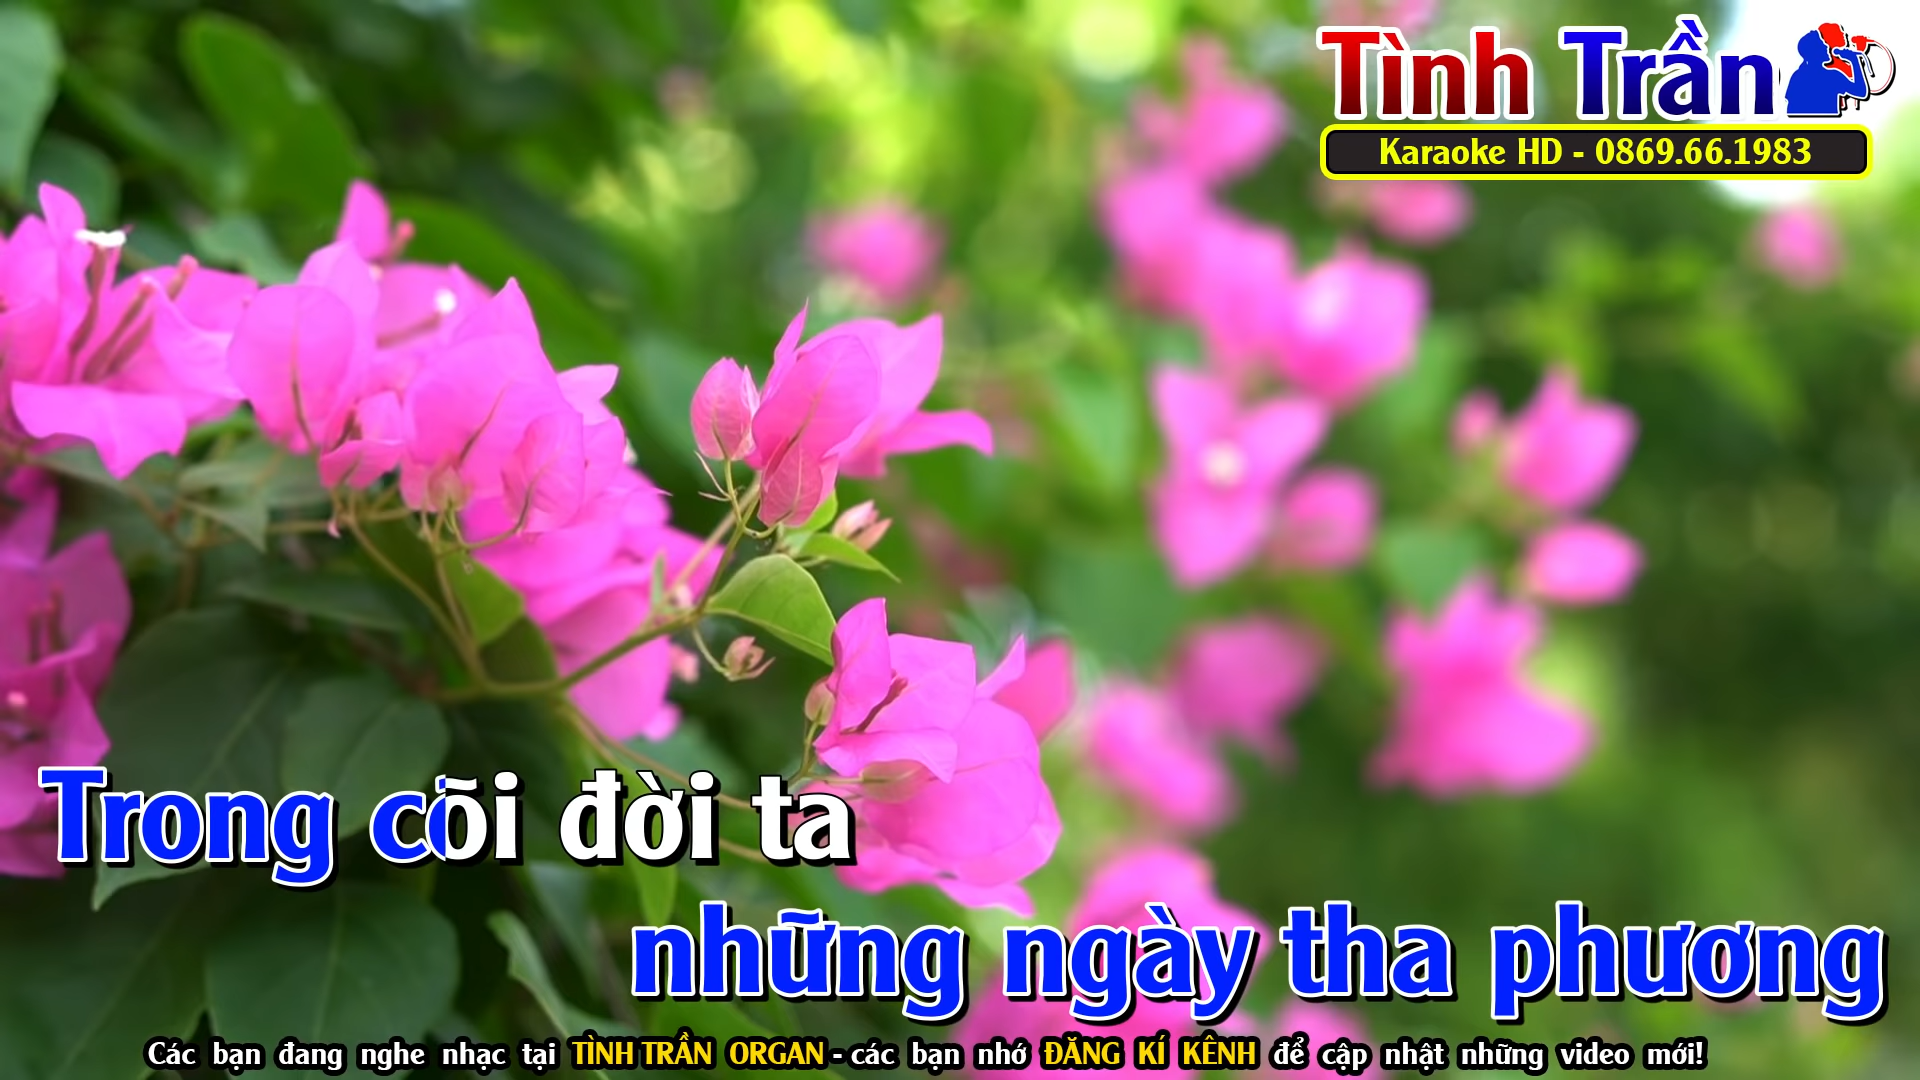 Tình Trần
Karaoke HD - 0869.66.1983
Trong cõi đời ta
những ngày tha phương
Các bạn đang nghe nhạc tại TÌNH TRẦN ORGAN - các bạn nhớ ĐĂNG KÍ KÊNH để cập nhật những video mới!